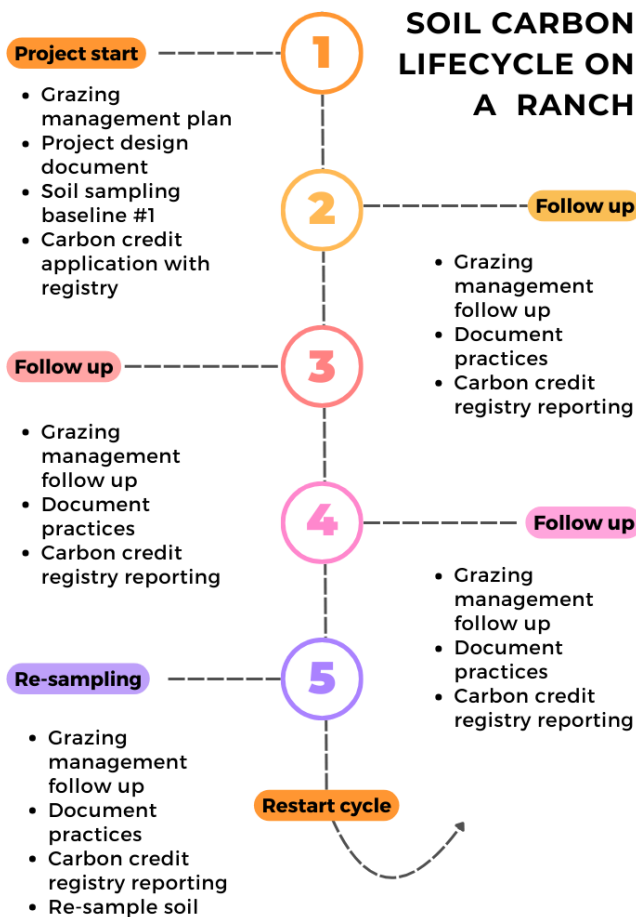 SOIL CARBON
LIFECYCLE ON
A RANCH
1
Project start
• Grazing
management plan
• Project design
document
• Soil sampling
baseline #1
• Carbon credit
application with
registry
2
Follow up
• Grazing
management
follow up
• Document
practices
• Carbon credit
registry reporting
3
Follow up
• Grazing
management
follow up
• Document
practices
• Carbon credit
registry reporting
4
Follow up
• Grazing
management
follow up
• Document
practices
• Carbon credit
registry reporting
5
Re-sampling
• Grazing
management
follow up
• Document
practices
• Carbon credit
registry reporting
• Re-sample soil
Restart cycle